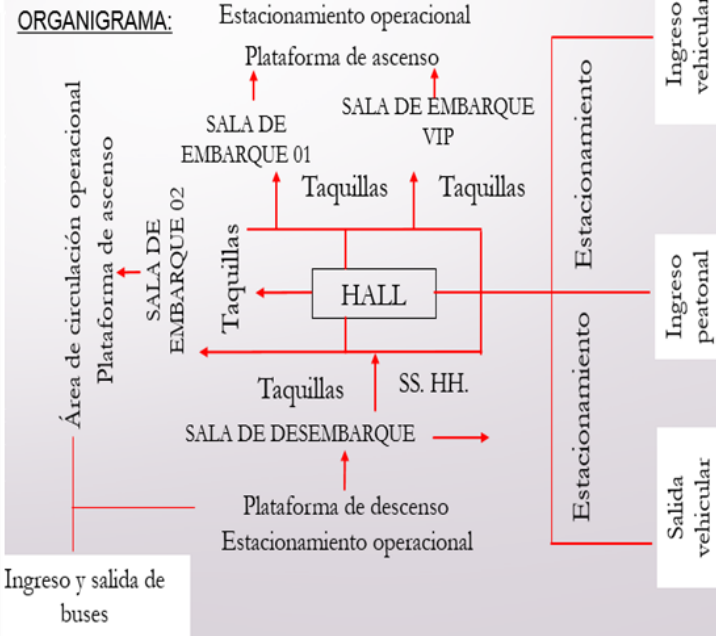 ORGANIGRAMA:
Estacionamiento operacional
Plataforma de ascenso
SALA DE
EMBARQUE 01
SALA DE EMBARQUE
VIP
Taquillas
Taquillas
Área de circulación operacional
Plataforma de ascenso
SALA DE
EMBARQUE 02
Taquillas
HALL
Taquillas
SS. HH.
SALA DE DESEMBARQUE
Plataforma de descenso
Estacionamiento operacional
Ingreso y salida de
buses
Estacionamiento
Estacionamiento
Ingreso
vehicular
Ingreso
peatonal
Salida
vehicular